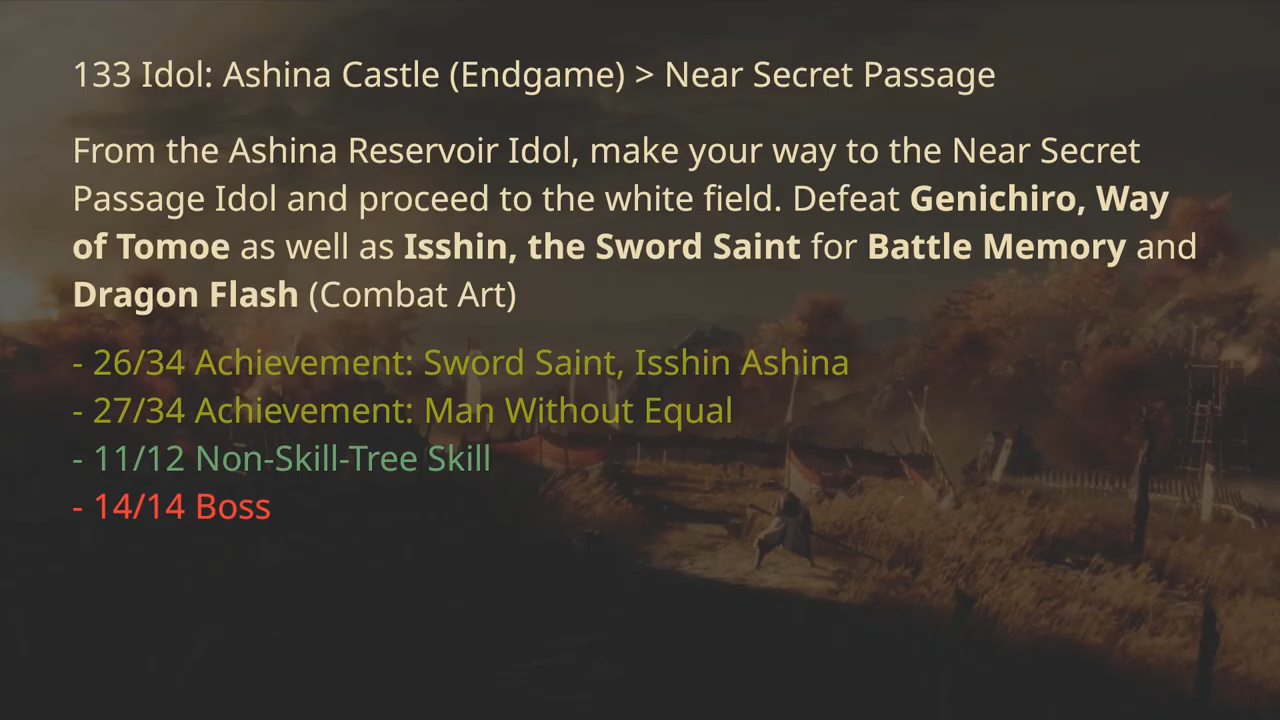 133 Idol: Ashina Castle (Endgame) > Near Secret Passage
From the Ashina Reservoir Idol, make your way to the Near Secret
Passage Idol and proceed to the white field. Defeat Genichiro, Way
of Tomoe as well as Isshin, the Sword Saint for Battle Memory and
Dragon Flash (Combat Art)
- 26/34 Achievement: Sword Saint, Isshin Ashina
- 27/34 Achievement: Man Without Equal
- 11/12 Non-Skill-Tree Skill
- 14/14 Boss